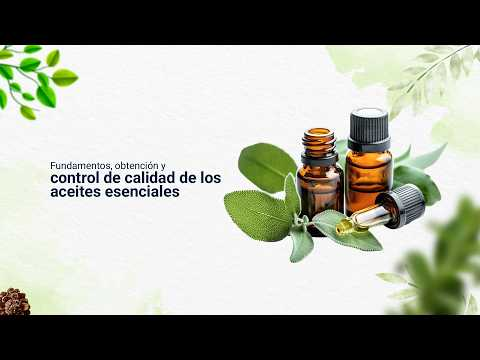 Fundamentos, obtención y
control de calidad de los
aceites esenciales